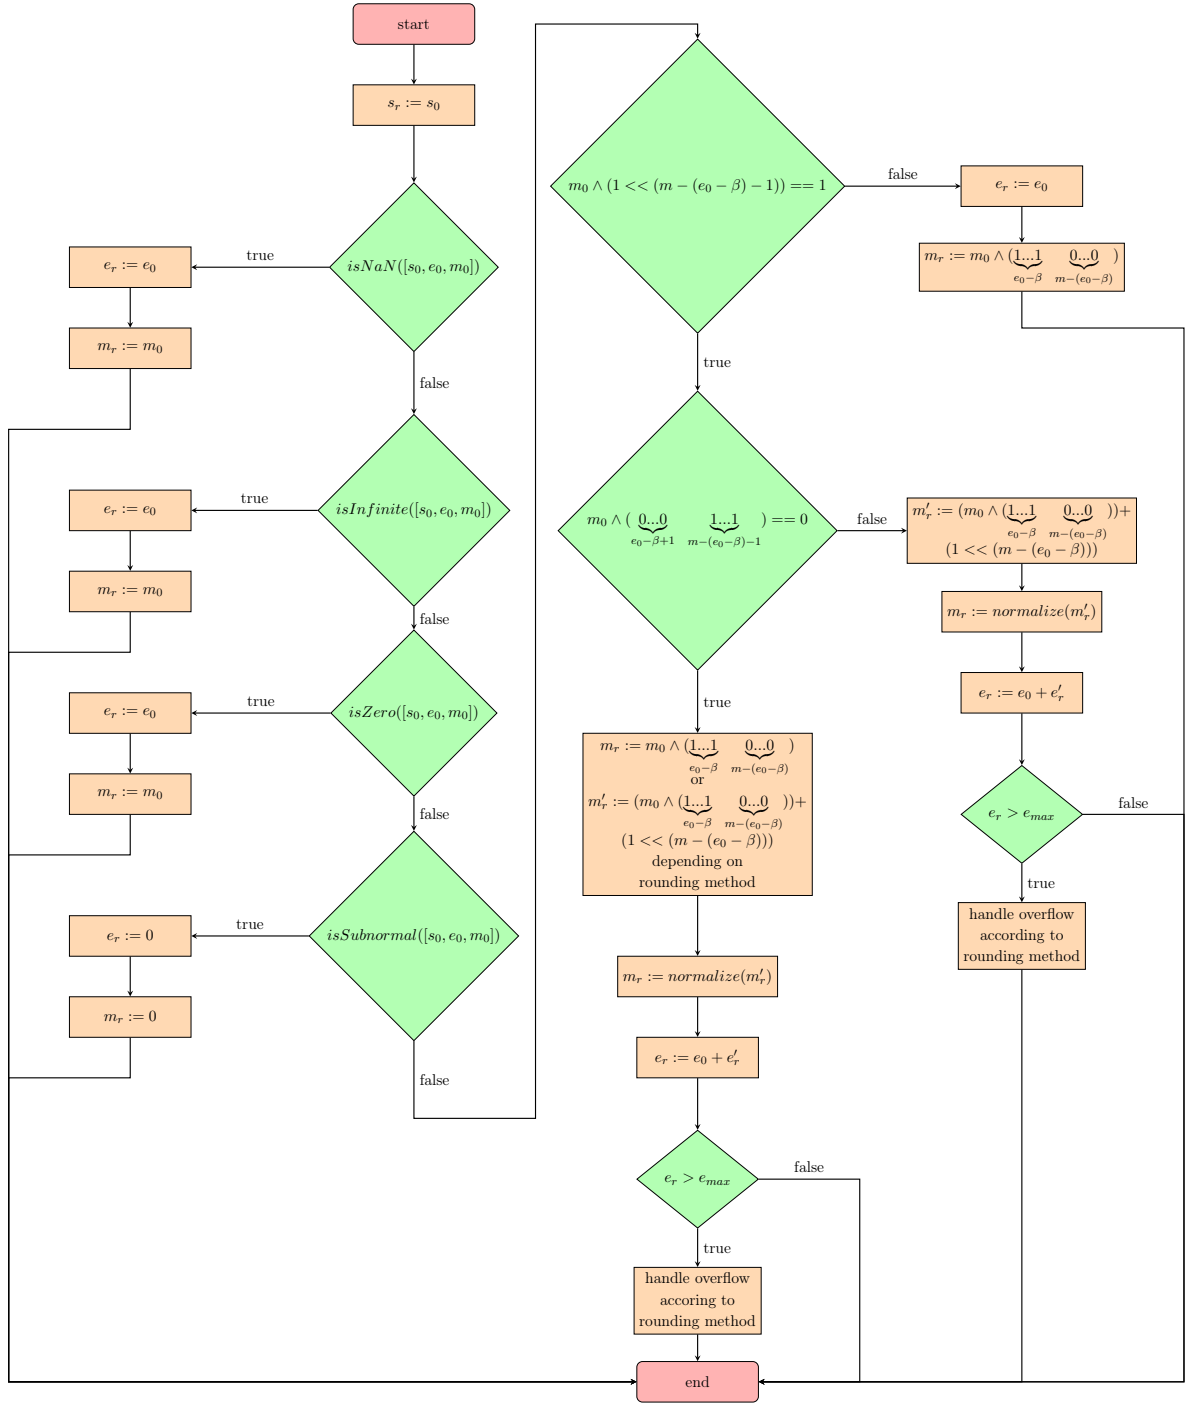 start
s_r := s_0
isNaN([s_0, e_0, m_0])
true
e_r := e_0
m_r := m_0
false
isInfinite([s_0, e_0, m_0])
true
e_r := e_0
m_r := m_0
false
isZero([s_0, e_0, m_0])
true
e_r := e_0
m_r := m_0
false
isSubnormal([s_0, e_0, m_0])
true
e_r := 0
m_r := 0
false
m_0 ∧ (1 << (m − (e_0 − β) − 1)) == 1
false
e_r := e_0
m_r := m_0 ∧ (1...1 0...0 )
e_0−β m−(e_0−β)
true
m_0 ∧ ( 0...0 1...1 ) == 0
e_0−β+1 m−(e_0−β)−1
false
m′_r := (m_0 ∧ (1...1 0...0 ))+
e_0−β m−(e_0−β)
(1 << (m − (e_0 − β)))
m_r := normalize(m′_r)
e_r := e_0 + e′_r
e_r > e_max
false
true
handle overflow
according to
rounding method
true
m_r := m_0 ∧ (1...1 0...0 )
e_0−β m−(e_0−β)
or
m′_r := (m_0 ∧ (1...1 0...0 ))+
e_0−β m−(e_0−β)
(1 << (m − (e_0 − β)))
depending on
rounding method
m_r := normalize(m′_r)
e_r := e_0 + e′_r
e_r > e_max
false
true
handle overflow
accoring to
rounding method
end